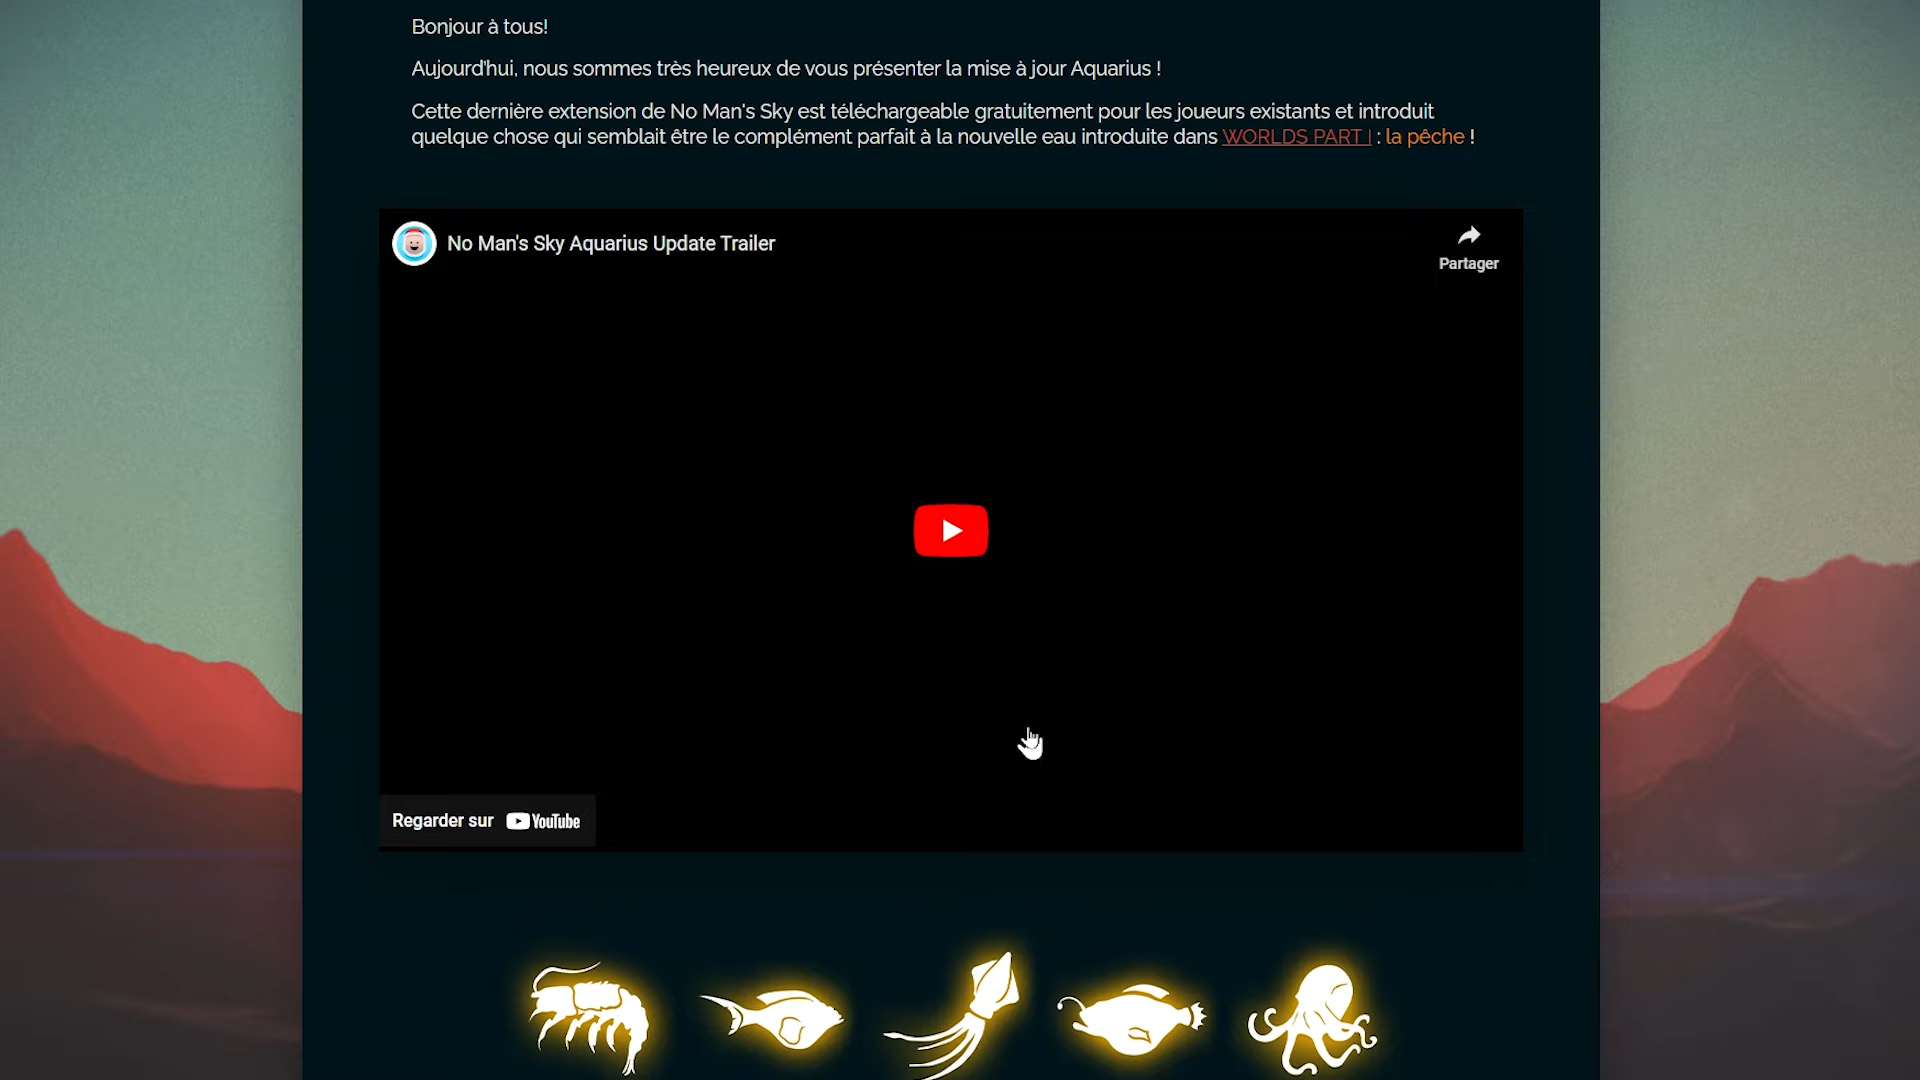 Bonjour à tous!
Aujourd'hui, nous sommes très heureux de vous présenter la mise à jour Aquarius !
Cette dernière extension de No Man's Sky est téléchargeable gratuitement pour les joueurs existants et introduit
quelque chose qui semblait être le complément parfait à la nouvelle eau introduite dans WORLDS PART I : la pêche !
No Man's Sky Aquarius Update Trailer
Partager
Regarder sur YouTube